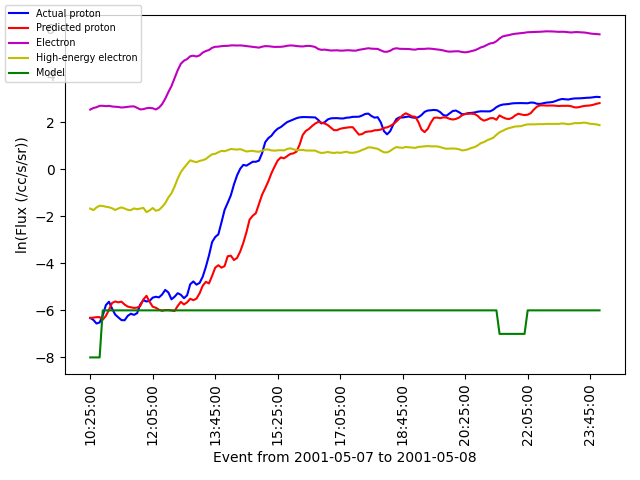 Actual proton
Predicted proton
Electron
High-energy electron
Model
ln(Flux (/cc/s/sr))
2
0
−2
−4
−6
−8
10:25:00
12:05:00
13:45:00
15:25:00
17:05:00
18:45:00
20:25:00
22:05:00
23:45:00
Event from 2001-05-07 to 2001-05-08